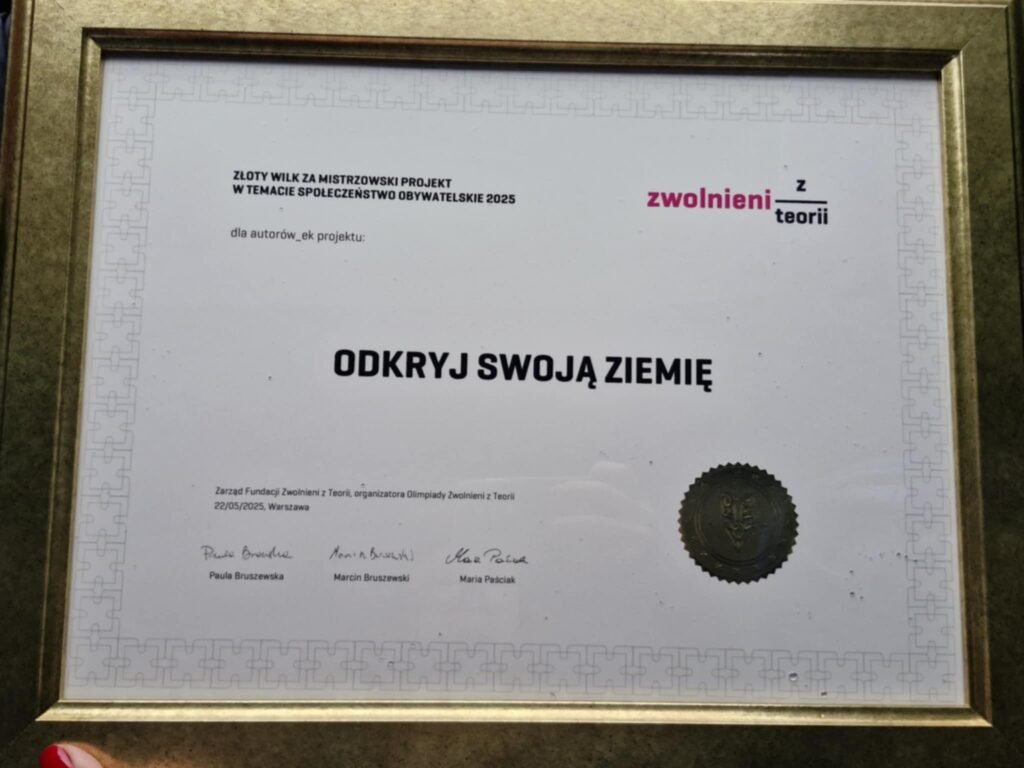 ZŁOTY WILK ZA MISTRZOWSKI PROJEKT
W TEMACIE SPOŁECZEŃSTWO OBYWATELSKIE 2025
zwolnieni z teorii
dla autorów_ek projektu:
ODKRYJ SWOJĄ ZIEMIĘ
Zarząd Fundacji Zwolnieni z Teorii, organizatora Olimpiady Zwolnieni z Teorii
22/05/2025, Warszawa
Paula Bruszewska Marcin Bruszewski Maria Paściak